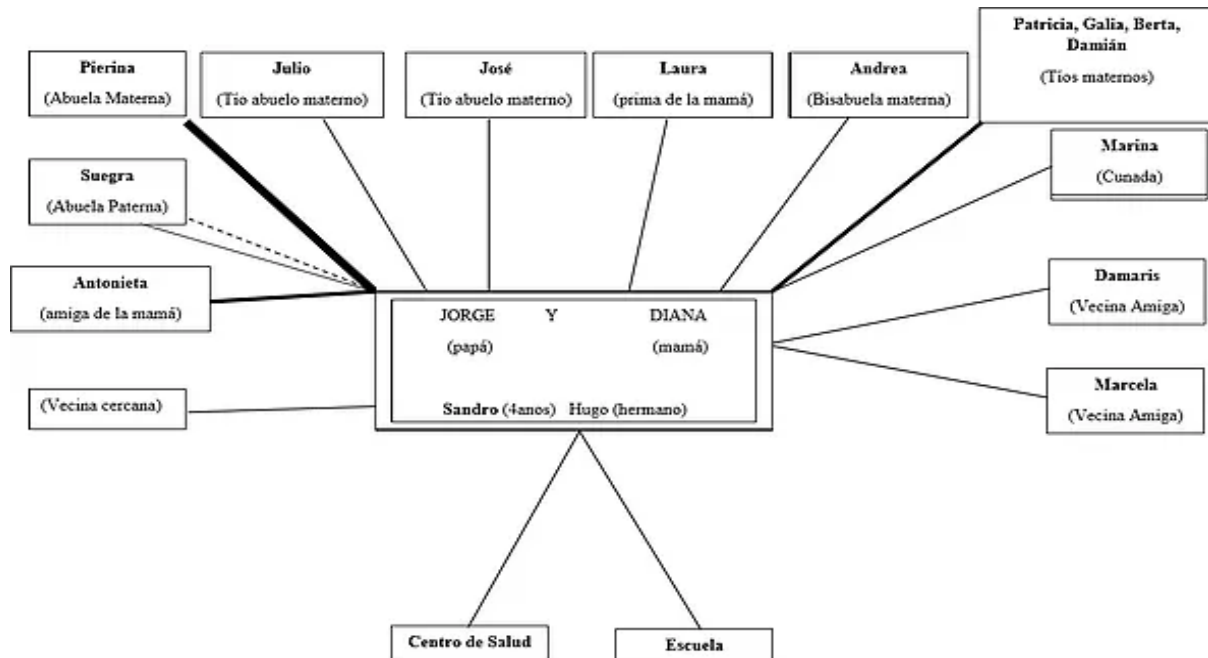 Patricia, Galia, Berta,
Damián
(Tíos maternos)
Pierina
(Abuela Materna)
Julio
(Tio abuelo materno)
José
(Tio abuelo materno)
Laura
(prima de la mamá)
Andrea
(Bisabuela materna)
Marina
(Cunada)
Suegra
(Abuela Paterna)
Antonieta
(amiga de la mamá)
Damaris
(Vecina Amiga)
JORGE Y DIANA
(papá) (mamá)
Marcela
(Vecina Amiga)
(Vecina cercana)
Sandro (4anos) Hugo (hermano)
Centro de Salud
Escuela